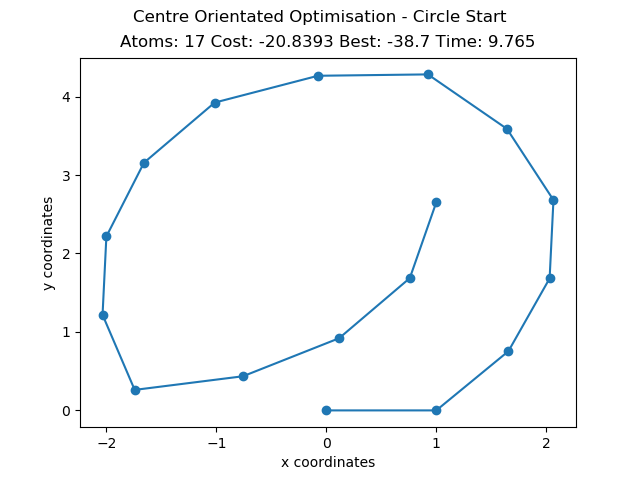 Centre Orientated Optimisation - Circle Start
Atoms: 17 Cost: -20.8393 Best: -38.7 Time: 9.765
4
3
2
1
0
y coordinates
−2
−1
0
1
2
x coordinates